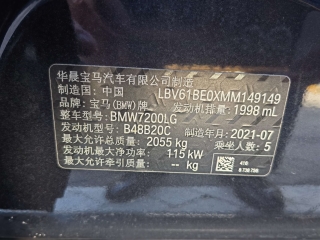 华晨宝马汽车有限公司制造
制造国：中国 LBV61BE0XMM149149
品牌：宝马(BMW)牌 发动机排量：1998 mL
整车型号：BMW7200LG
发动机型号：B48B20C 制造年月：2021-07
最大允许总质量：2055 kg 乘坐人数：5
发动机最大净功率：115 kW
最大允许牵引质量：-- kg